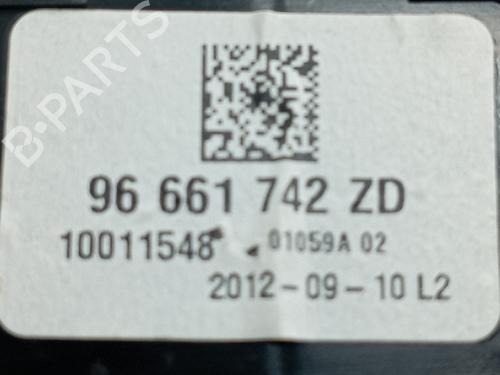 B-PARTS
96 661 742 ZD
10011548 01059A 02
2012-09-10 L2